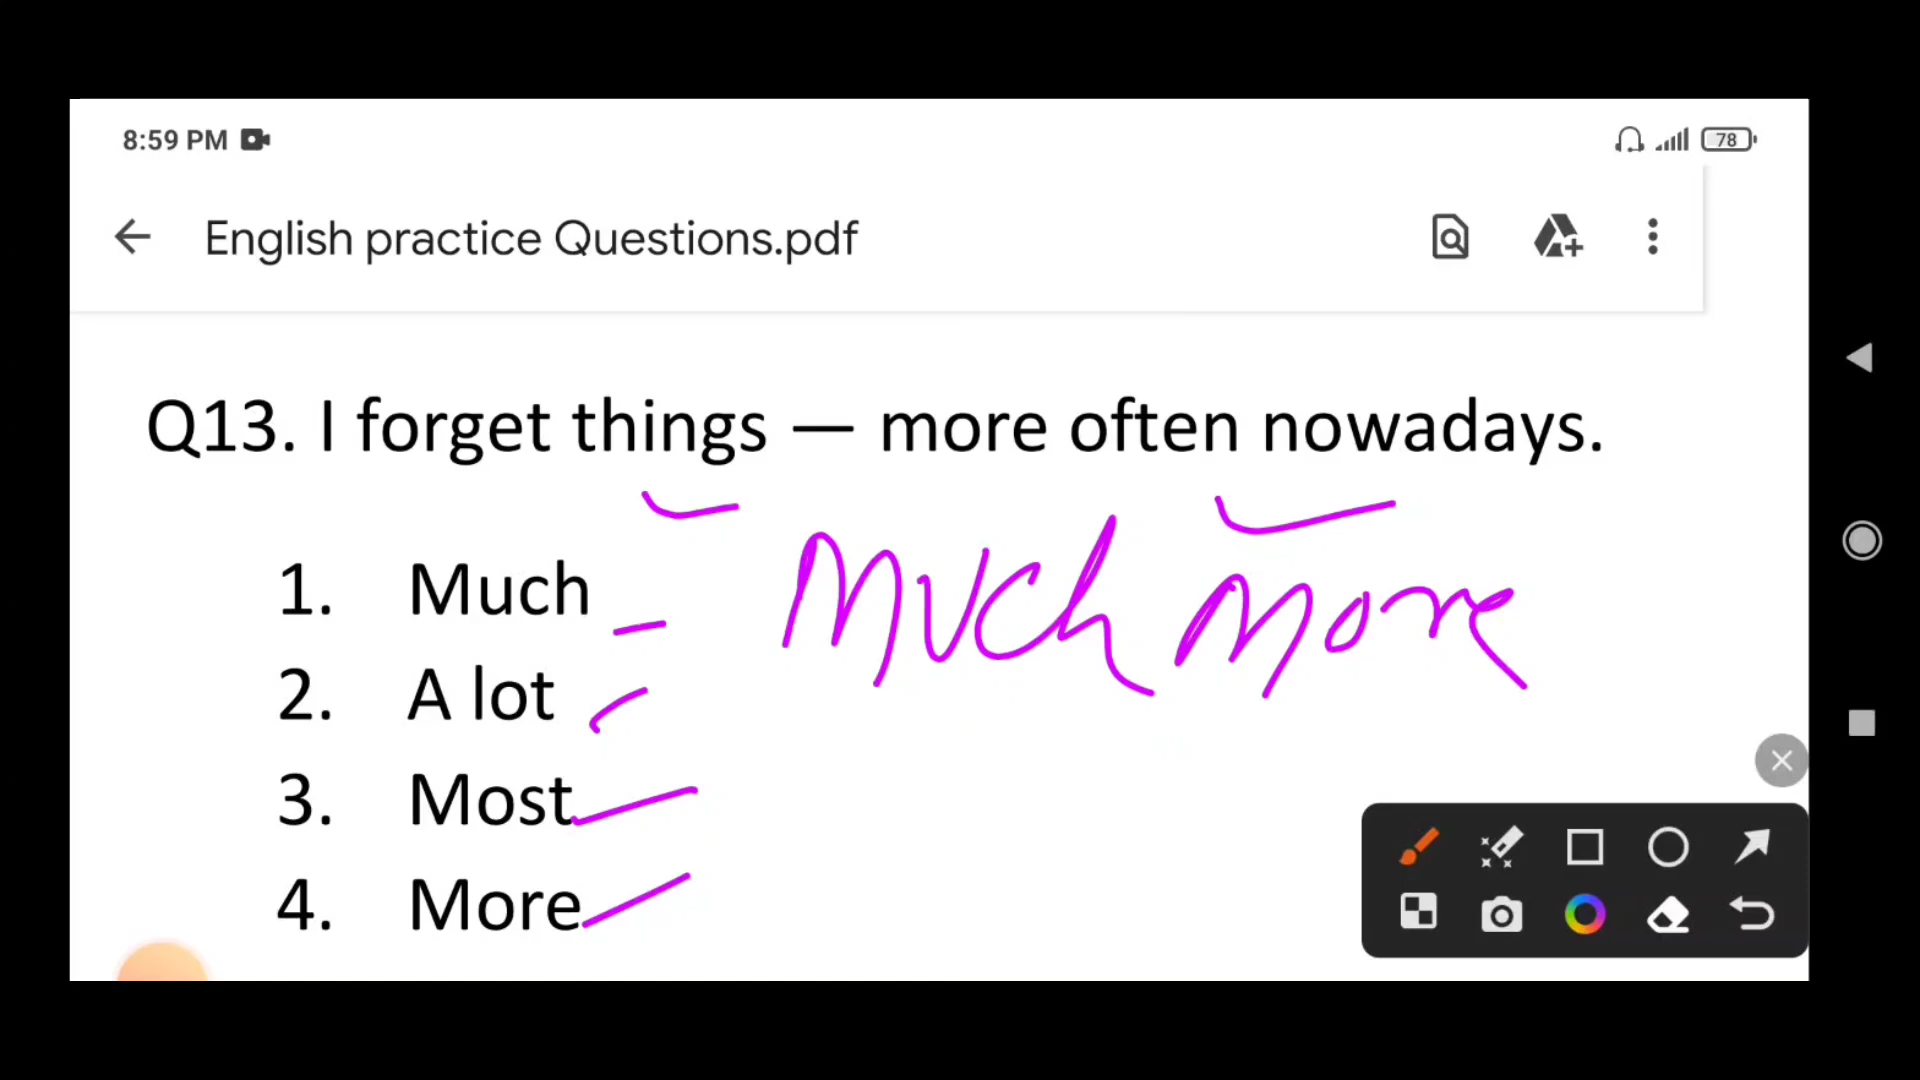 8:59 PM
78
English practice Questions.pdf
Q13. I forget things — more often nowadays.
Much more
1. Much
2. A lot
3. Most
4. More